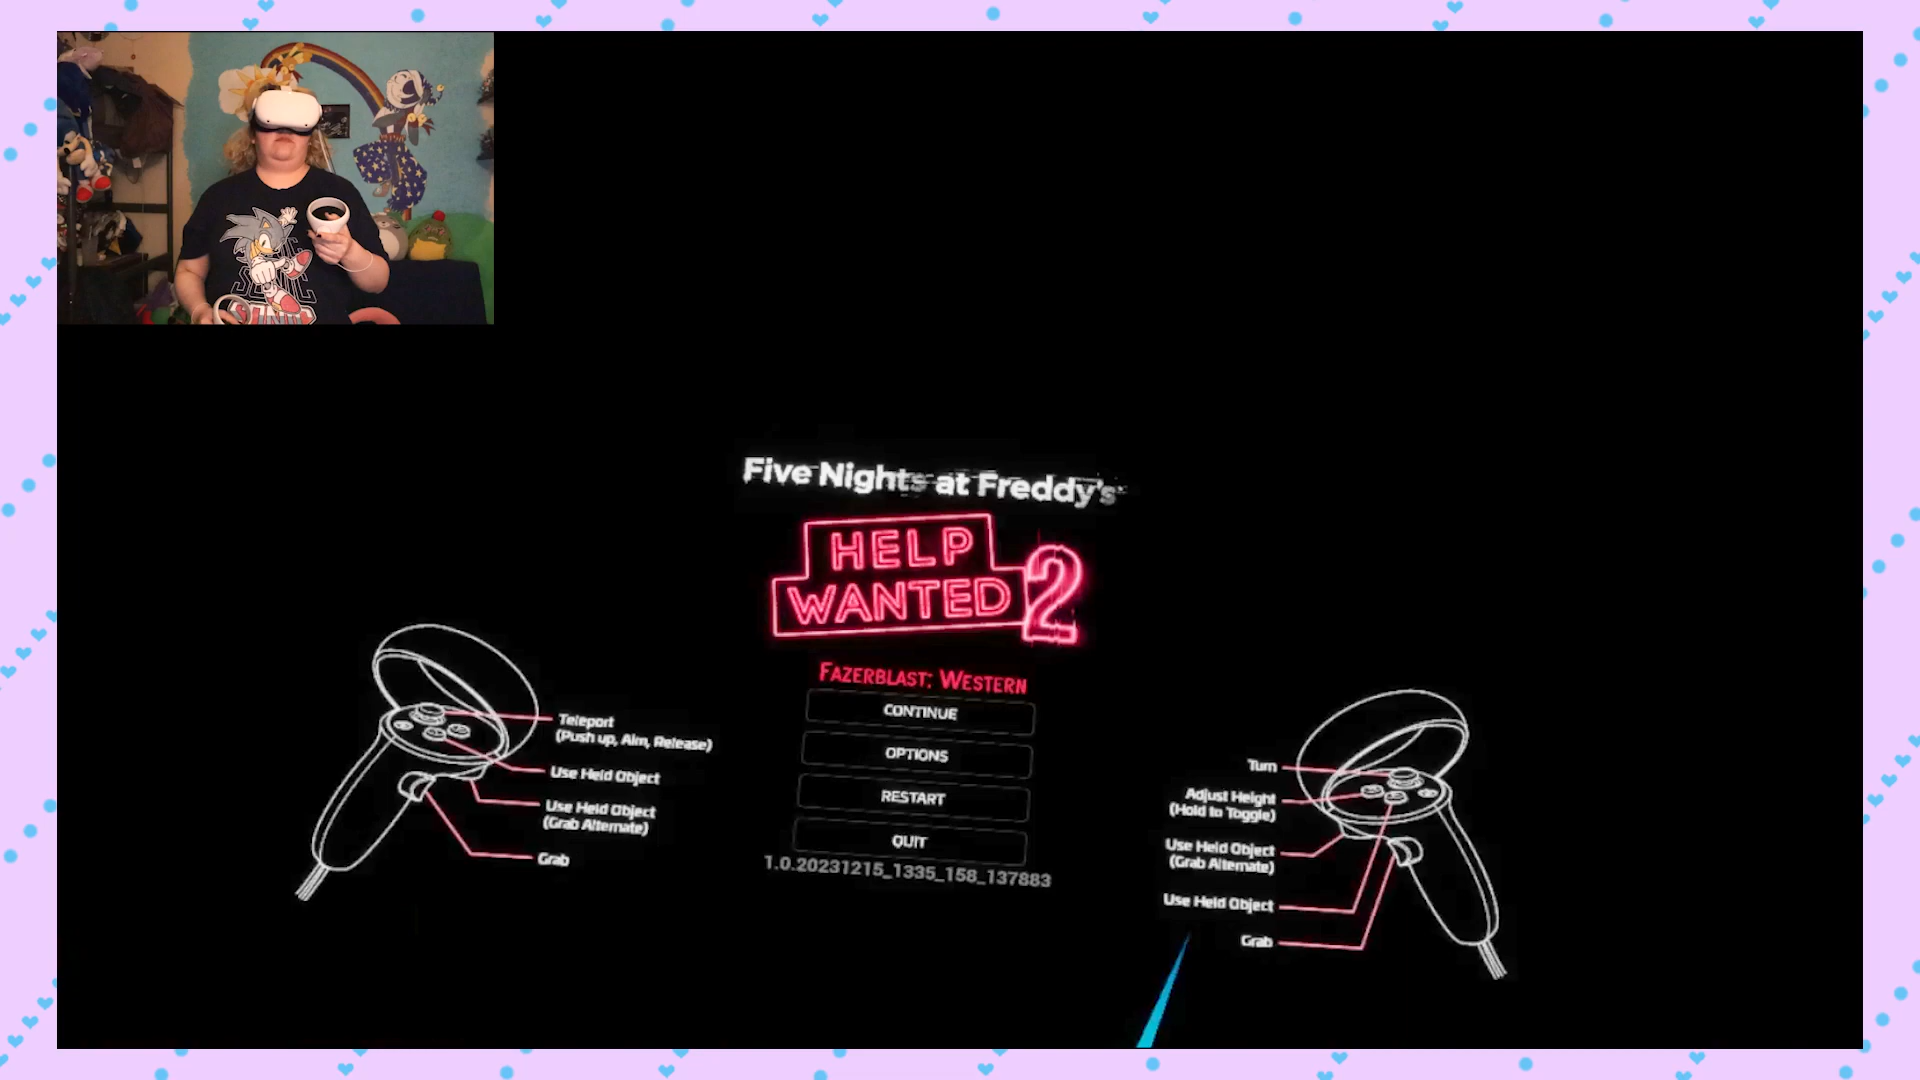 Five Nights at Freddy's
HELP
WANTED 2
FAZERBLAST: WESTERN
CONTINUE
OPTIONS
RESTART
QUIT
1.0.20231215_1335_158_137883
Teleport
(Push up, Aim, Release)
Use Held Object
Use Held Object
(Grab Alternate)
Grab
Turn
Adjust Height
(Hold to Toggle)
Use Held Object
(Grab Alternate)
Use Held Object
Grab